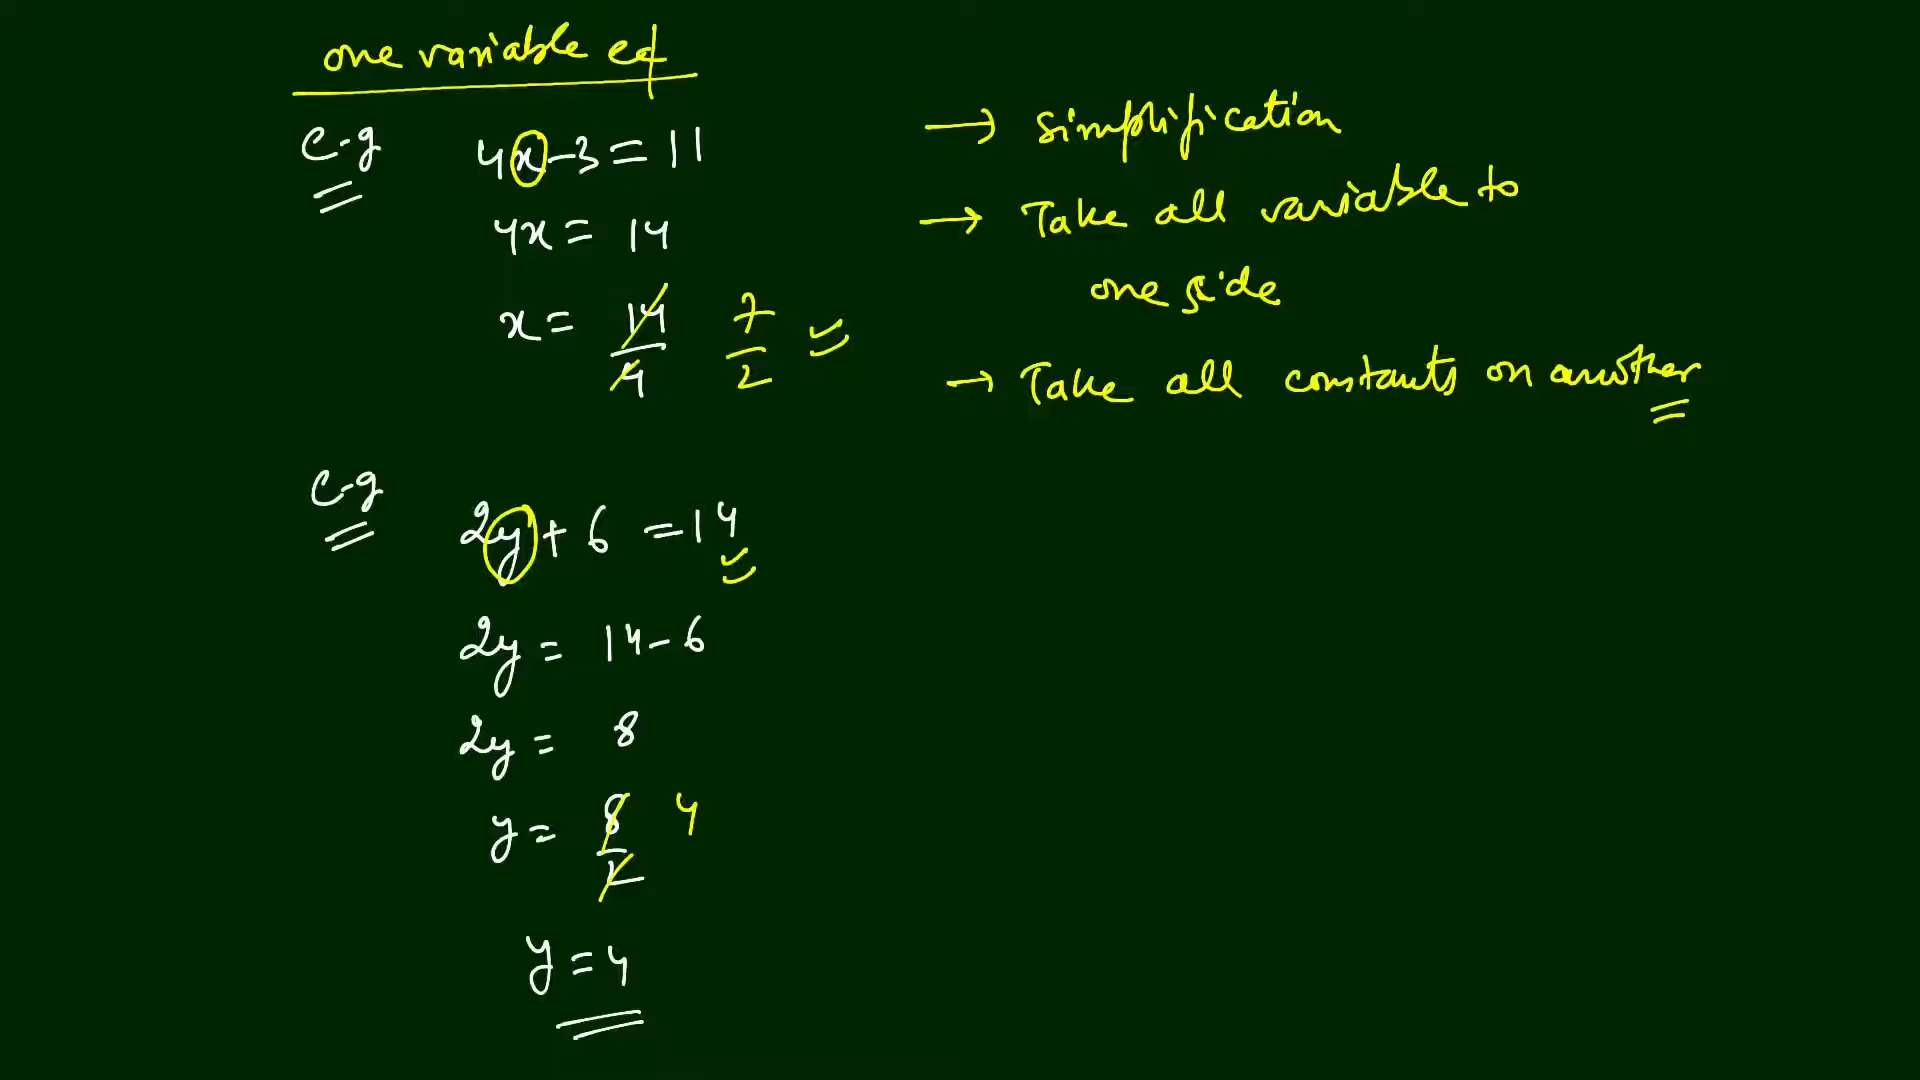 one variable eq
e-g 4x-3=11
4x= 14
x= 14/4 7/2
e-g 2y+ 6 =14
2y= 14-6
2y= 8
y= 8/2 4
y=4
→ simplification
→ Take all variable to
one side
→ Take all constants on another